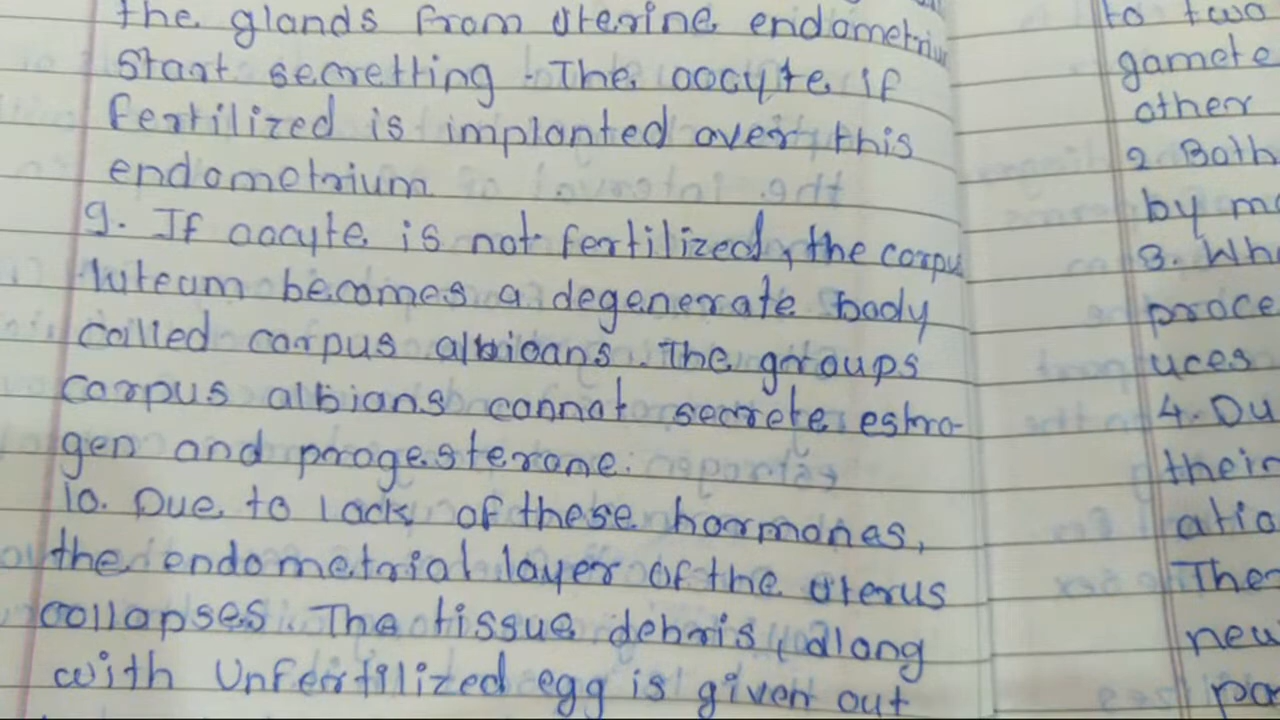 the glands from uterine endometrium
start secretting. The oocyte if
fertilized is implanted over this
endometrium
9. If oocyte is not fertilized, the corpu
luteum becomes a degenerate body
called corpus albicans. The groups
corpus albians cannot secrete estro-
gen and progesterone.
10. Due to lack of these hormones,
the endometrial layer of the uterus
collapses. The tissue debris, along
with Unfertilized egg is given out
to two
gamete
other
2. Both
by mo
3. Wh
proce
uces
4. Du
their
atio
The
neu
pa